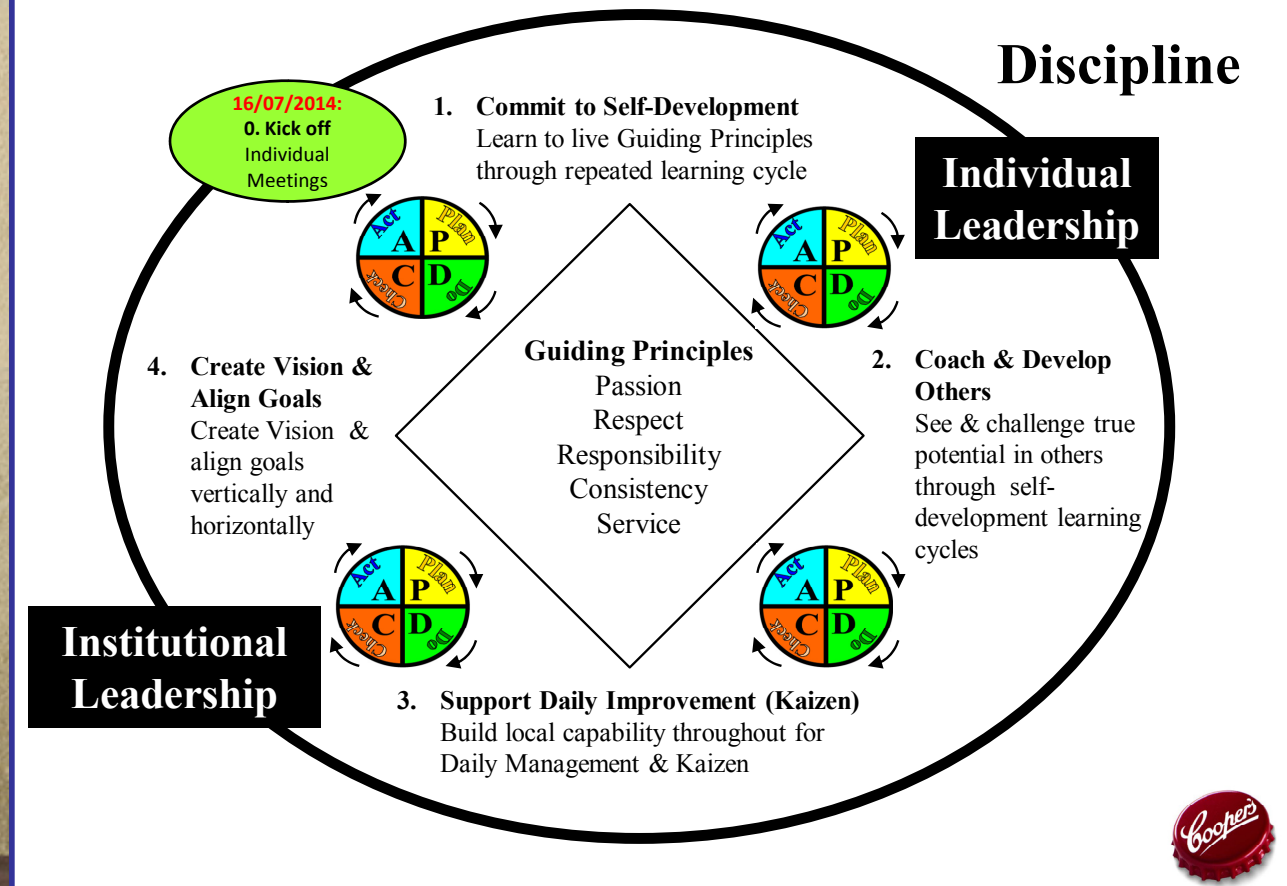 Discipline
16/07/2014:
0. Kick off
Individual
Meetings
1. Commit to Self-Development
Learn to live Guiding Principles
through repeated learning cycle
Individual
Leadership
Act
Plan
A P
C D
Check
Do
Act
Plan
A P
C D
Check
Do
Guiding Principles
Passion
Respect
Responsibility
Consistency
Service
2. Coach & Develop
Others
See & challenge true
potential in others
through self-
development learning
cycles
4. Create Vision &
Align Goals
Create Vision &
align goals
vertically and
horizontally
Act
Plan
A P
C D
Check
Do
Act
Plan
A P
C D
Check
Do
Institutional
Leadership
3. Support Daily Improvement (Kaizen)
Build local capability throughout for
Daily Management & Kaizen
Cooper's